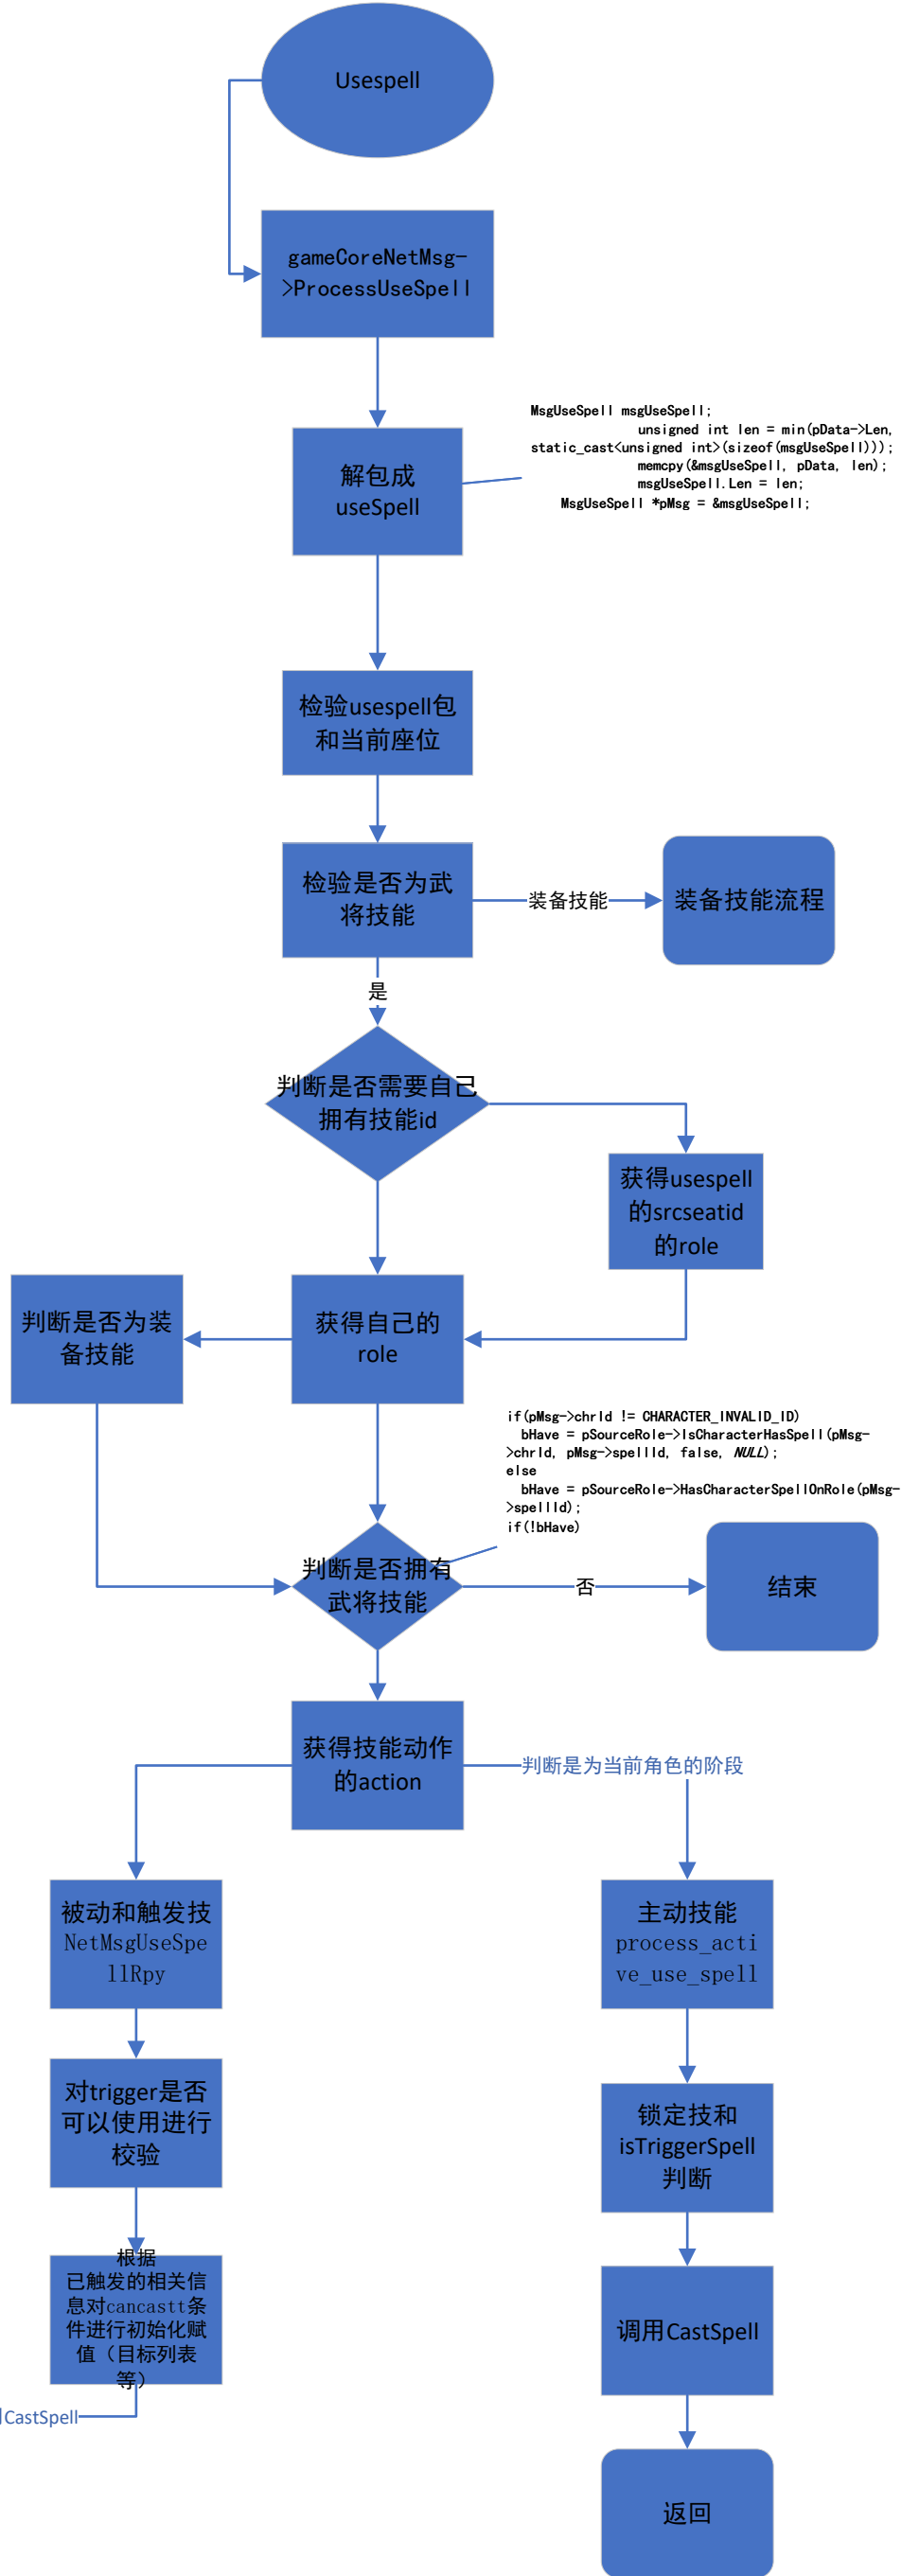 Usespell
gameCoreNetMsg-
>ProcessUseSpell
MsgUseSpell msgUseSpell;
unsigned int len = min(pData->Len,
static_cast<unsigned int>(sizeof(msgUseSpell)));
memcpy(&msgUseSpell, pData, len);
msgUseSpell.Len = len;
MsgUseSpell *pMsg = &msgUseSpell;
解包成
useSpell
检验usespell包
和当前座位
检验是否为武
将技能
装备技能
装备技能流程
是
判断是否需要自己
拥有技能id
获得usespell
的srcseatid
的role
判断是否为装
备技能
获得自己的
role
if(pMsg->chrId != CHARACTER_INVALID_ID)
bHave = pSourceRole->IsCharacterHasSpell(pMsg-
>chrId, pMsg->spellId, false, NULL);
else
bHave = pSourceRole->HasCharacterSpellOnRole(pMsg-
>spellId);
if(!bHave)
判断是否拥有
武将技能
否
结束
获得技能动作
的action
判断是为当前角色的阶段
被动和触发技
NetMsgUseSpe
llRpy
主动技能
process_acti
ve_use_spell
对trigger是否
可以使用进行
校验
锁定技和
isTriggerSpell
判断
根据
已触发的相关信
息对cancastt条
件进行初始化赋
值（目标列表
等）
调用CastSpell
CastSpell
返回